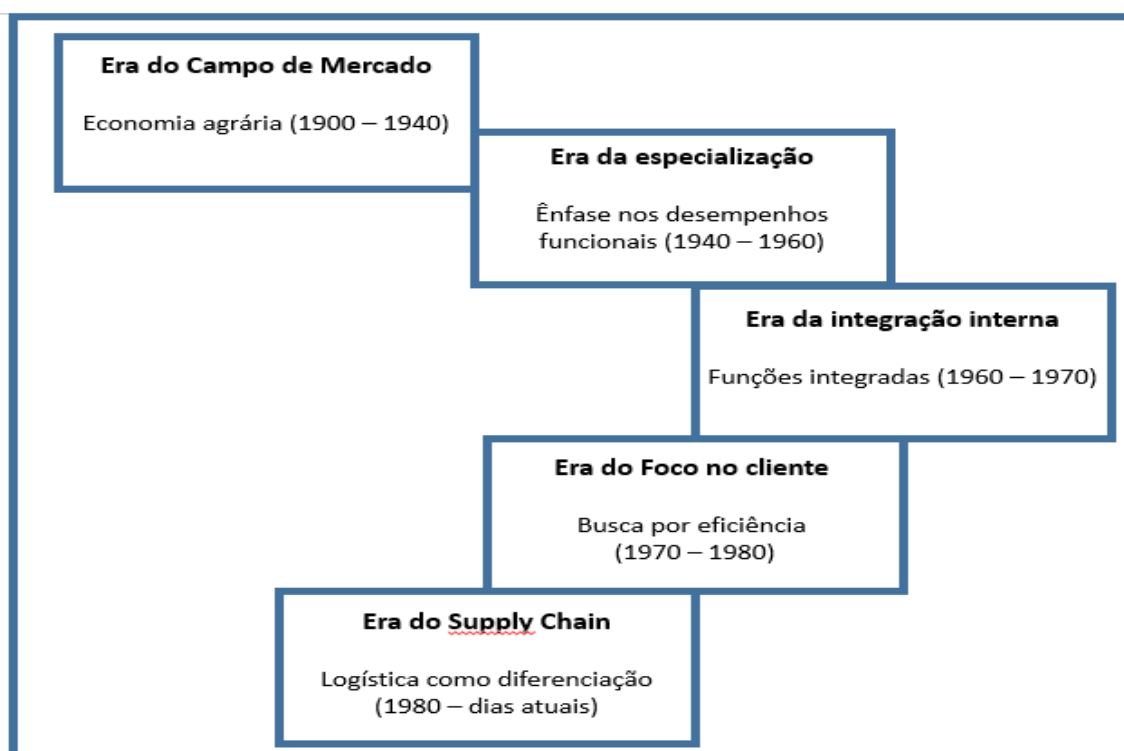 Era do Campo de Mercado
Economia agrária (1900 – 1940)
Era da especialização
Ênfase nos desempenhos
funcionais (1940 – 1960)
Era da integração interna
Funções integradas (1960 – 1970)
Era do Foco no cliente
Busca por eficiência
(1970 – 1980)
Era do Supply Chain
Logística como diferenciação
(1980 – dias atuais)